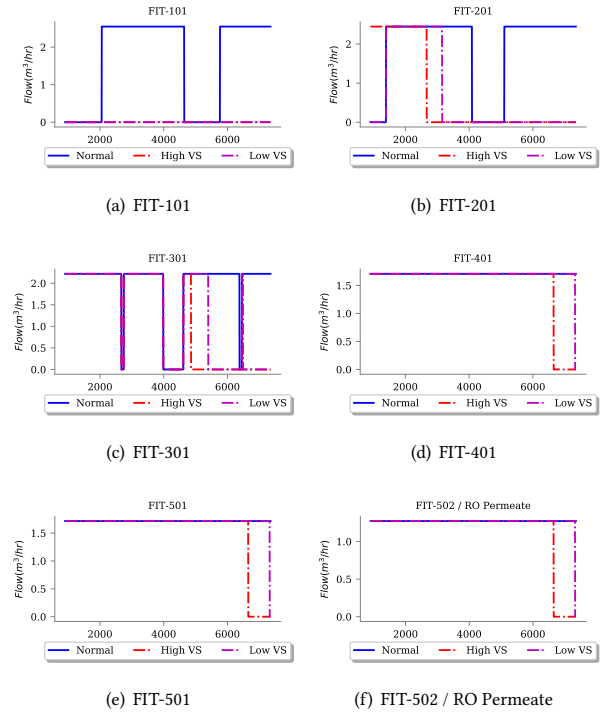 FIT-101
Flow(m³/hr)
2
1
0
2000 4000 6000
Normal High VS Low VS
(a) FIT-101
FIT-201
Flow(m³/hr)
2
1
0
2000 4000 6000
Normal High VS Low VS
(b) FIT-201
FIT-301
Flow(m³/hr)
2.0
1.5
1.0
0.5
0.0
2000 4000 6000
Normal High VS Low VS
(c) FIT-301
FIT-401
Flow(m³/hr)
1.5
1.0
0.5
0.0
2000 4000 6000
Normal High VS Low VS
(d) FIT-401
FIT-501
Flow(m³/hr)
1.5
1.0
0.5
0.0
2000 4000 6000
Normal High VS Low VS
(e) FIT-501
FIT-502 / RO Permeate
Flow(m³/hr)
1.0
0.5
0.0
2000 4000 6000
Normal High VS Low VS
(f) FIT-502 / RO Permeate